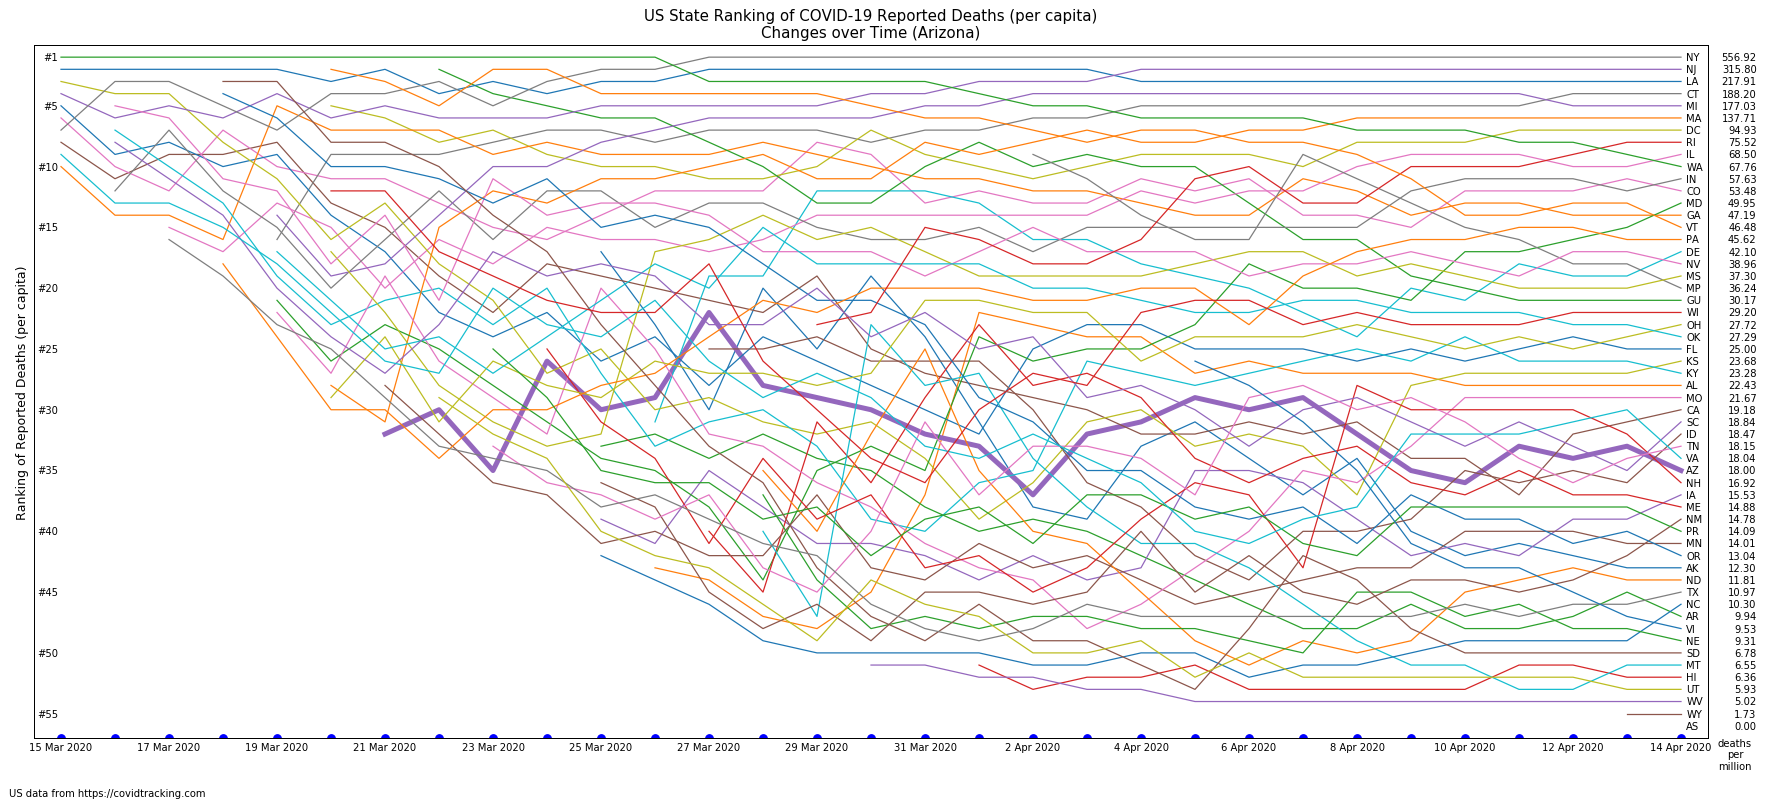 US State Ranking of COVID-19 Reported Deaths (per capita)
Changes over Time (Arizona)
Ranking of Reported Deaths (per capita)
#1
#5
#10
#15
#20
#25
#30
#35
#40
#45
#50
#55
NY 556.92
NJ 315.80
LA 217.91
CT 188.20
MI 177.03
MA 137.71
DC 94.93
RI 75.52
IL 68.50
WA 67.76
IN 57.63
CO 53.48
MD 49.95
GA 47.19
VT 46.48
PA 45.62
DE 42.10
NV 38.96
MS 37.30
MP 36.24
GU 30.17
WI 29.20
OH 27.72
OK 27.29
FL 25.00
KS 23.68
KY 23.28
AL 22.43
MO 21.67
CA 19.18
SC 18.84
ID 18.47
TN 18.15
VA 18.04
AZ 18.00
NH 16.92
IA 15.53
ME 14.88
NM 14.78
PR 14.09
MN 14.01
OR 13.04
AK 12.30
ND 11.81
TX 10.97
NC 10.30
AR 9.94
VI 9.53
NE 9.31
SD 6.78
MT 6.55
HI 6.36
UT 5.93
WV 5.02
WY 1.73
AS 0.00
15 Mar 2020 17 Mar 2020 19 Mar 2020 21 Mar 2020 23 Mar 2020 25 Mar 2020 27 Mar 2020 29 Mar 2020 31 Mar 2020 2 Apr 2020 4 Apr 2020 6 Apr 2020 8 Apr 2020 10 Apr 2020 12 Apr 2020 14 Apr 2020
deaths
per
million
US data from https://covidtracking.com